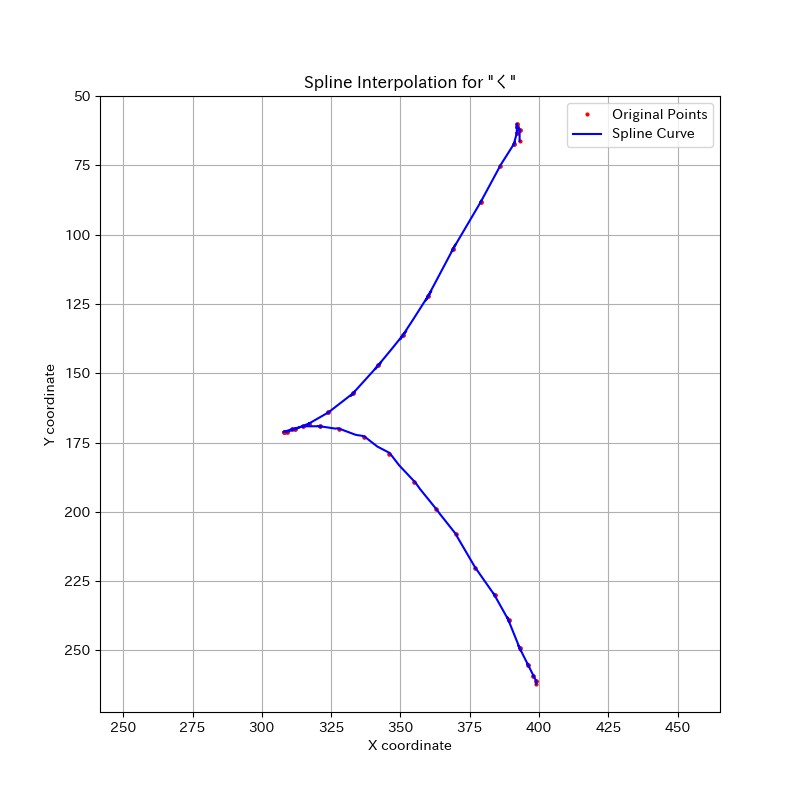 Spline Interpolation for "く"
Original Points
Spline Curve
50
75
100
125
150
175
200
225
250
Y coordinate
250 275 300 325 350 375 400 425 450
X coordinate